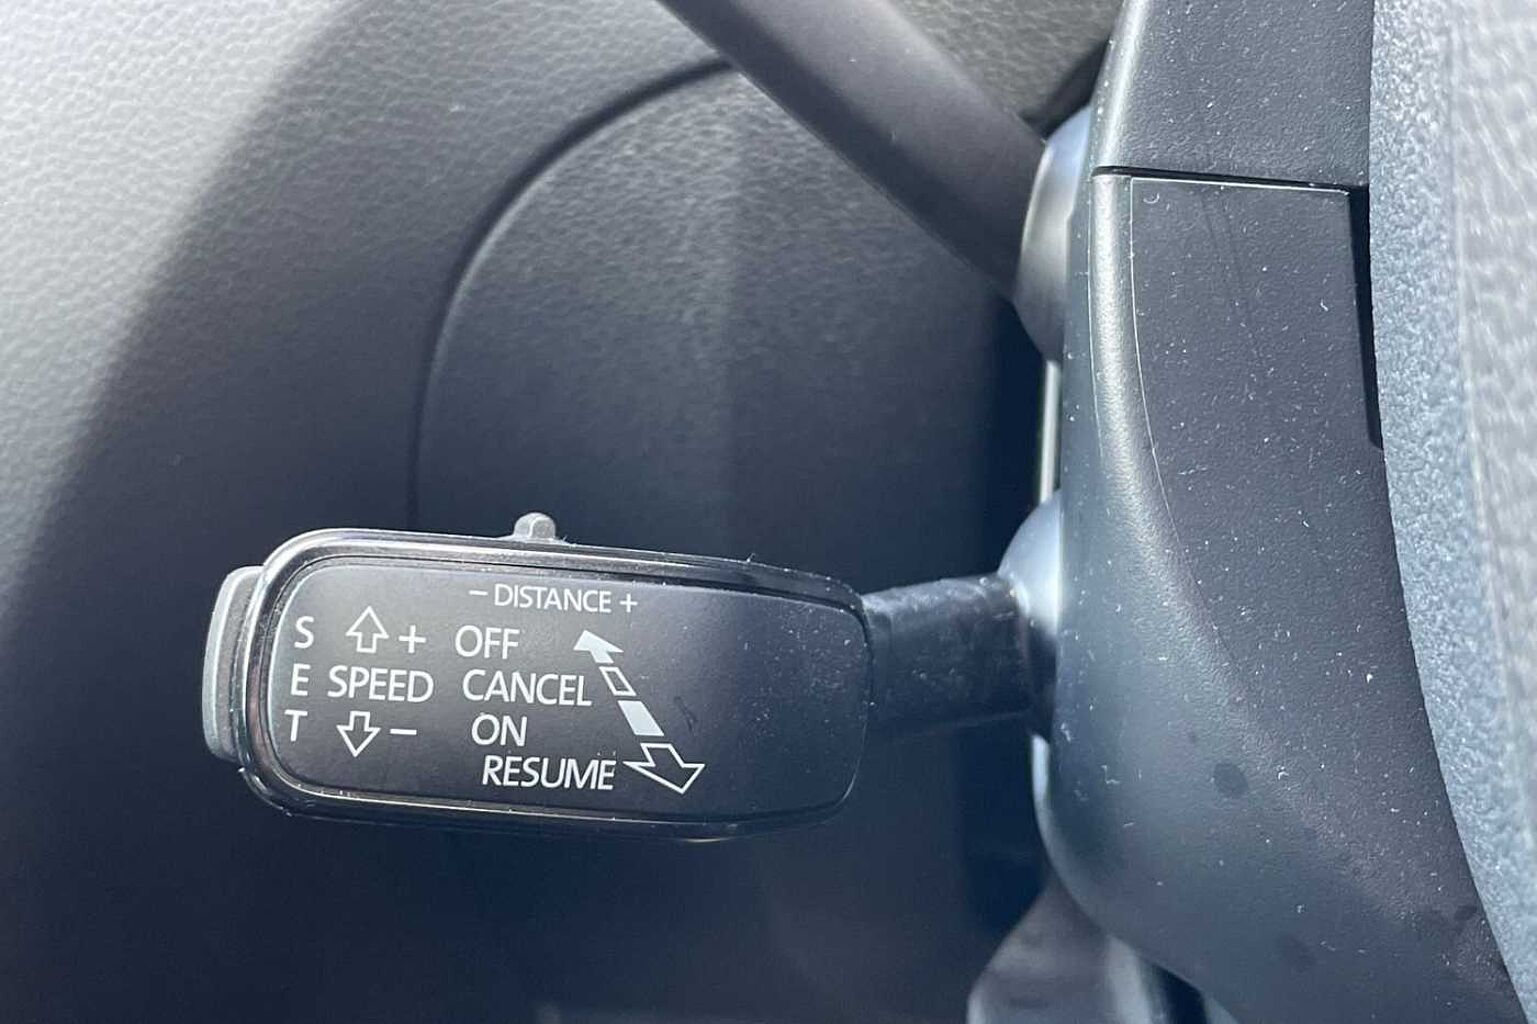 − DISTANCE +
S + OFF
E SPEED CANCEL
T − ON
RESUME